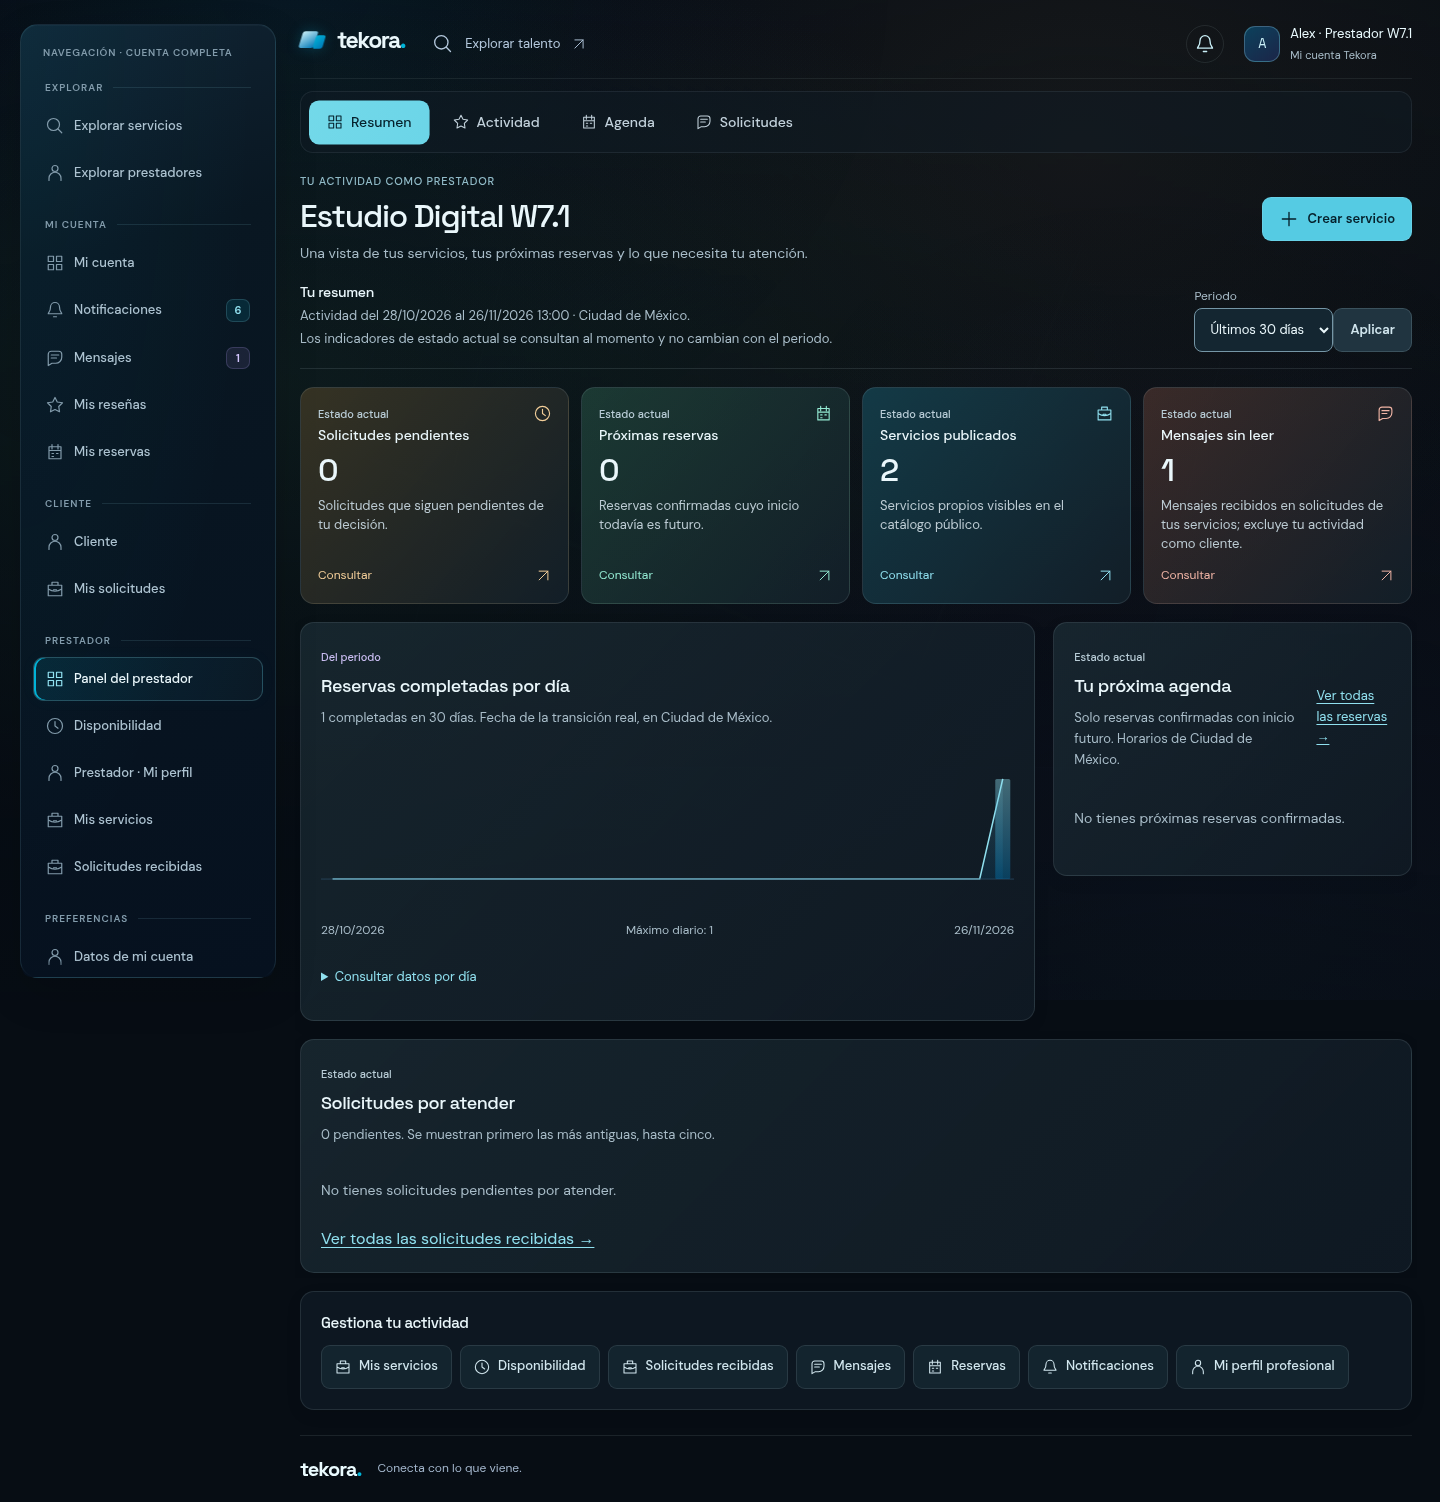 NAVEGACIÓN · CUENTA COMPLETA
EXPLORAR
Explorar servicios
Explorar prestadores
MI CUENTA
Mi cuenta
Notificaciones 6
Mensajes 1
Mis reseñas
Mis reservas
CLIENTE
Cliente
Mis solicitudes
PRESTADOR
Panel del prestador
Disponibilidad
Prestador · Mi perfil
Mis servicios
Solicitudes recibidas
PREFERENCIAS
Datos de mi cuenta
tekora.
Explorar talento
A
Alex · Prestador W7.1
Mi cuenta Tekora
Resumen
Actividad
Agenda
Solicitudes
TU ACTIVIDAD COMO PRESTADOR
Estudio Digital W7.1
Una vista de tus servicios, tus próximas reservas y lo que necesita tu atención.
Crear servicio
Tu resumen
Actividad del 28/10/2026 al 26/11/2026 13:00 · Ciudad de México.
Los indicadores de estado actual se consultan al momento y no cambian con el periodo.
Periodo
Últimos 30 días
Aplicar
Estado actual
Solicitudes pendientes
0
Solicitudes que siguen pendientes de
tu decisión.
Consultar
Estado actual
Próximas reservas
0
Reservas confirmadas cuyo inicio
todavía es futuro.
Consultar
Estado actual
Servicios publicados
2
Servicios propios visibles en el
catálogo público.
Consultar
Estado actual
Mensajes sin leer
1
Mensajes recibidos en solicitudes de
tus servicios; excluye tu actividad
como cliente.
Consultar
Del periodo
Reservas completadas por día
1 completadas en 30 días. Fecha de la transición real, en Ciudad de México.
28/10/2026
Máximo diario: 1
26/11/2026
Consultar datos por día
Estado actual
Tu próxima agenda
Solo reservas confirmadas con inicio
futuro. Horarios de Ciudad de
México.
Ver todas
las reservas
→
No tienes próximas reservas confirmadas.
Estado actual
Solicitudes por atender
0 pendientes. Se muestran primero las más antiguas, hasta cinco.
No tienes solicitudes pendientes por atender.
Ver todas las solicitudes recibidas →
Gestiona tu actividad
Mis servicios
Disponibilidad
Solicitudes recibidas
Mensajes
Reservas
Notificaciones
Mi perfil profesional
tekora.
Conecta con lo que viene.